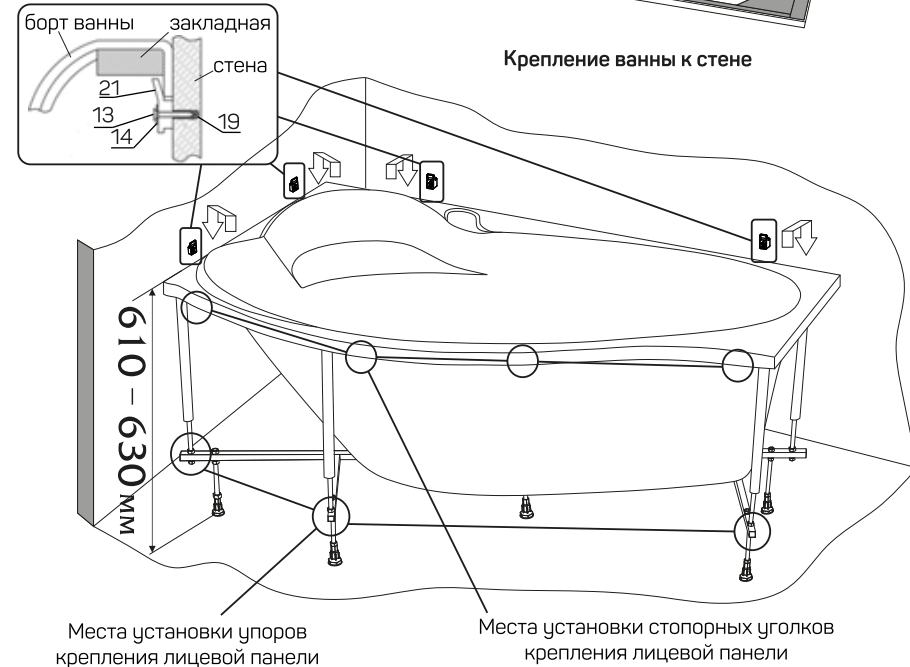 борт ванны
закладная
стена
21
13
14
19
Крепление ванны к стене
610 – 630 мм
Места установки упоров
крепления лицевой панели
Места установки стопорных уголков
крепления лицевой панели